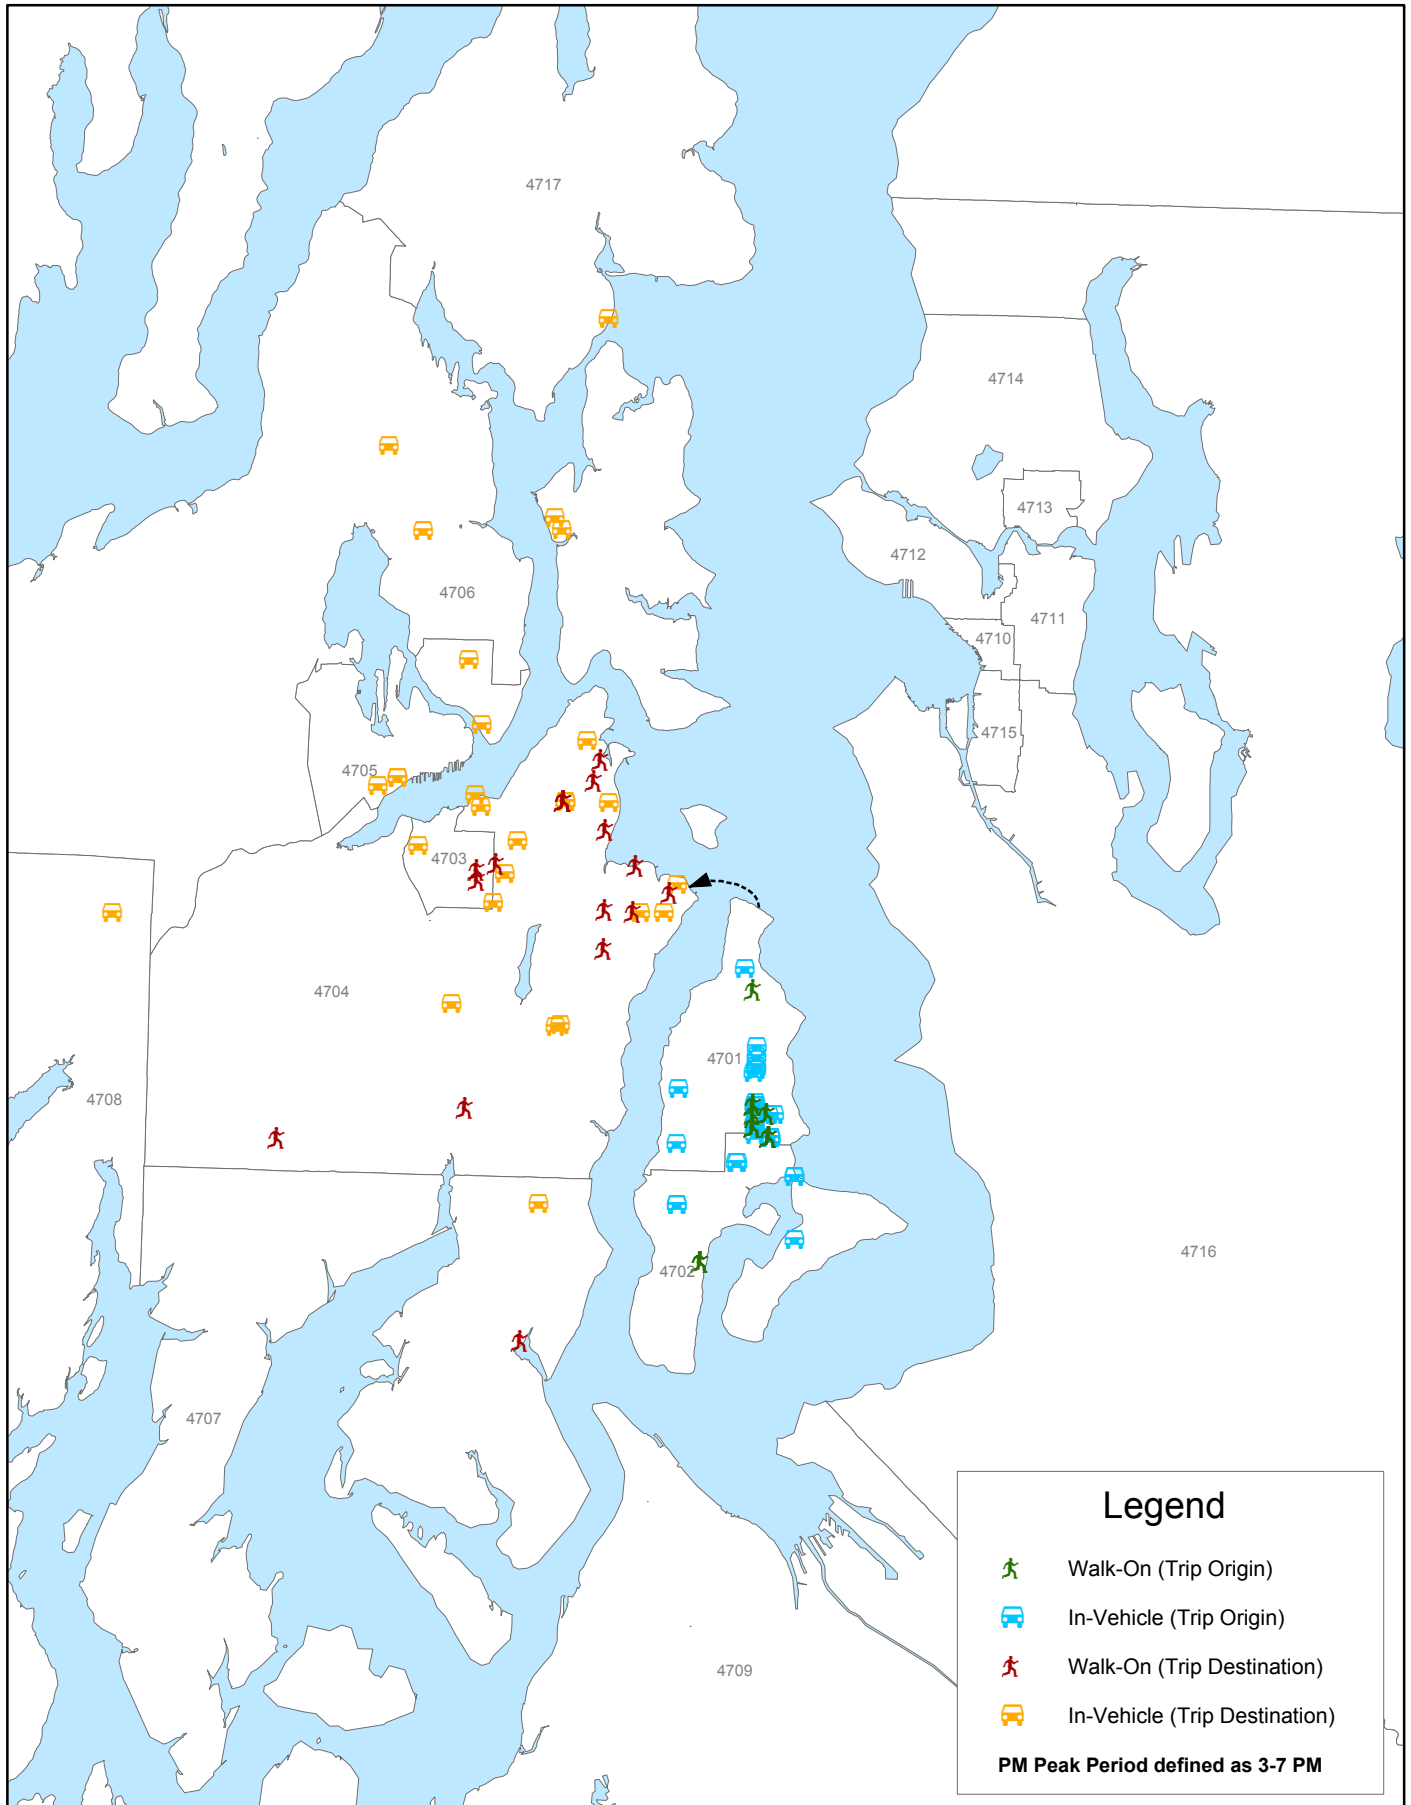 4717
4714
4713
4712
4706
4711
4710
4715
4705
4703
4704
4701
4708
4716
4702
4707
4709
Legend
Walk-On (Trip Origin)
In-Vehicle (Trip Origin)
Walk-On (Trip Destination)
In-Vehicle (Trip Destination)
PM Peak Period defined as 3-7 PM